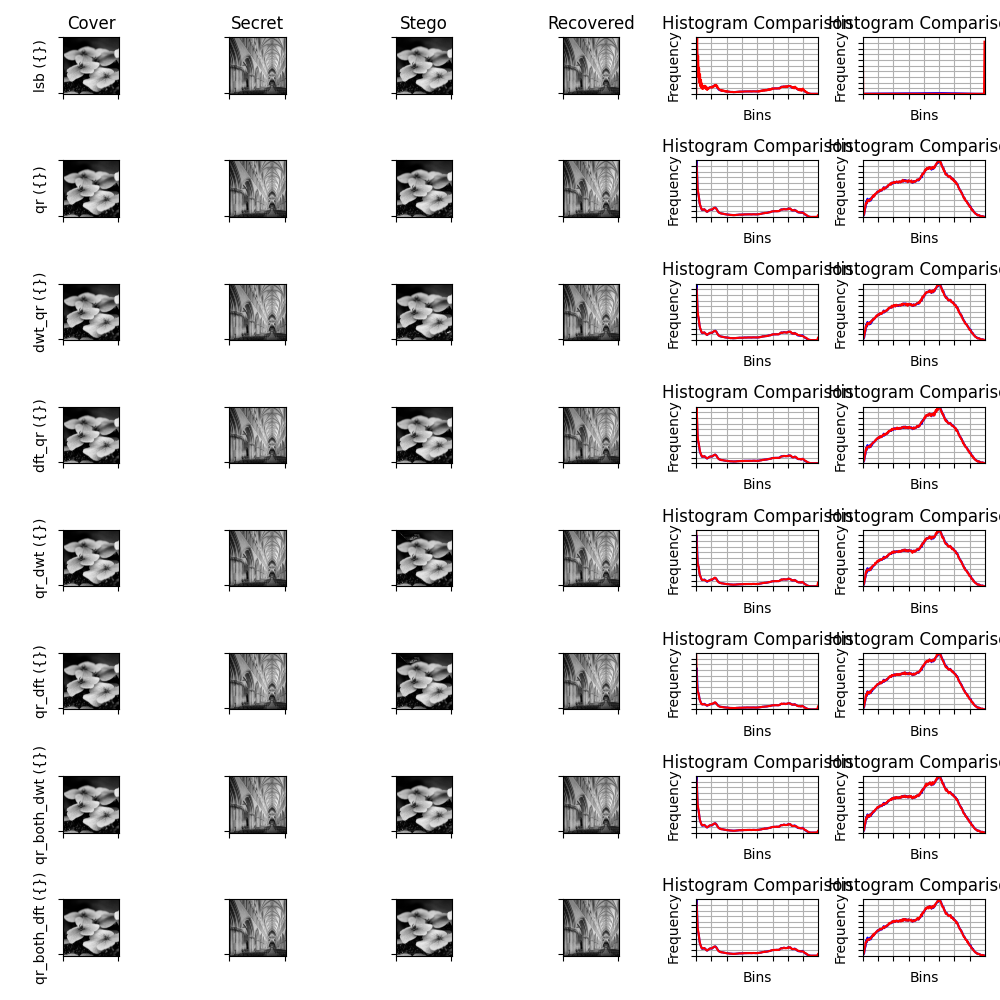 Cover Secret Stego Recovered Histogram Comparison Histogram Comparis
lsb ({}) Frequency Frequency
Bins Bins
Histogram Comparison Histogram Comparis
qr ({}) Frequency Frequency
Bins Bins
Histogram Comparison Histogram Comparis
dwt_qr ({}) Frequency Frequency
Bins Bins
Histogram Comparison Histogram Comparis
dft_qr ({}) Frequency Frequency
Bins Bins
Histogram Comparison Histogram Comparis
qr_dwt ({}) Frequency Frequency
Bins Bins
Histogram Comparison Histogram Comparis
qr_dft ({}) Frequency Frequency
Bins Bins
Histogram Comparison Histogram Comparis
qr_both_dwt ({}) Frequency Frequency
Bins Bins
Histogram Comparison Histogram Comparis
qr_both_dft ({}) Frequency Frequency
Bins Bins